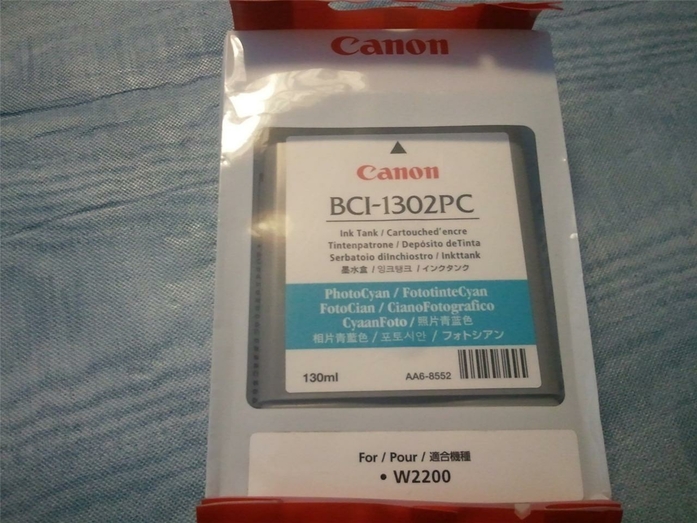 Canon
Canon
BCI-1302PC
Ink Tank / Cartouched'encre
Tintenpatrone / Depósito deTinta
Serbatoio diInchiostro / Inkttank
墨水盒 / 잉크탱크 / インクタンク
PhotoCyan / FototinteCyan
FotoCian / CianoFotografico
CyaanFoto / 照片青藍色
相片青藍色 / 포토시안 / フォトシアン
130ml AA6-8552
For / Pour / 適合機種
• W2200